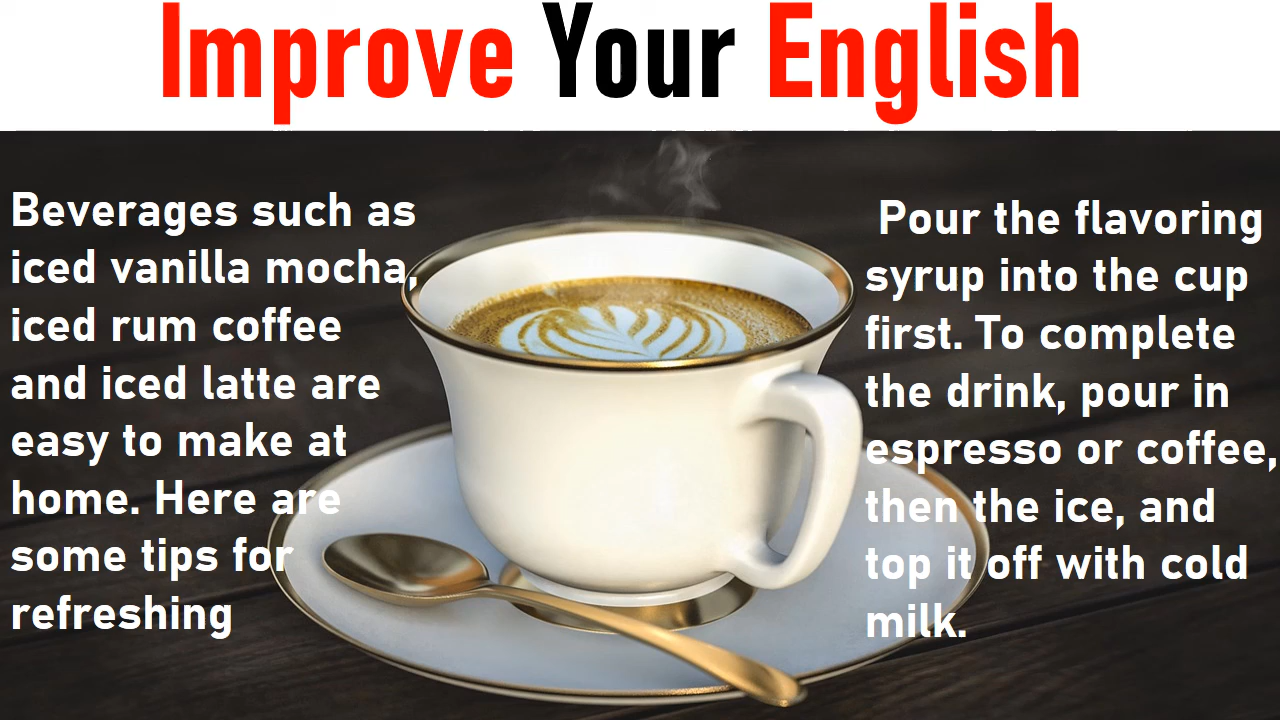 Improve Your English
Beverages such as
iced vanilla mocha,
iced rum coffee
and iced latte are
easy to make at
home. Here are
some tips for
refreshing
Pour the flavoring
syrup into the cup
first. To complete
the drink, pour in
espresso or coffee,
then the ice, and
top it off with cold
milk.